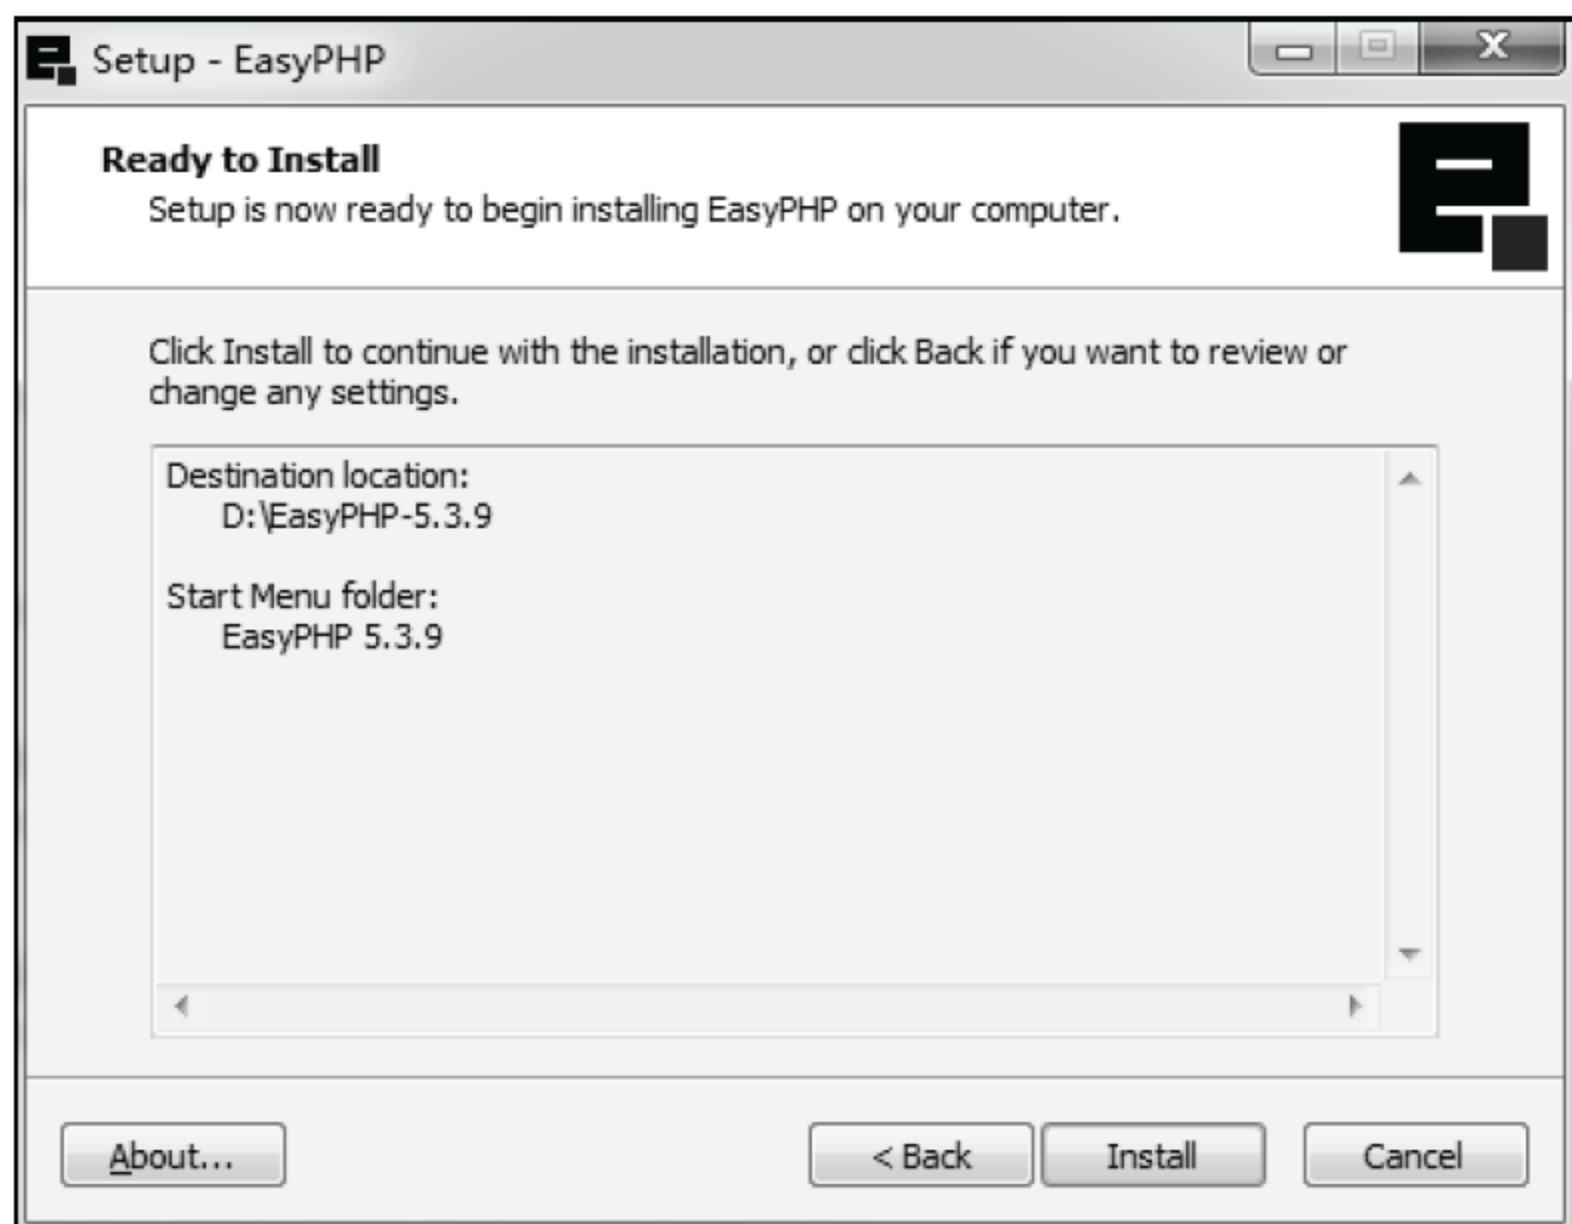 Setup - EasyPHP
Ready to Install
Setup is now ready to begin installing EasyPHP on your computer.
Click Install to continue with the installation, or click Back if you want to review or
change any settings.
Destination location:
D:\EasyPHP-5.3.9
Start Menu folder:
EasyPHP 5.3.9
About...
< Back
Install
Cancel